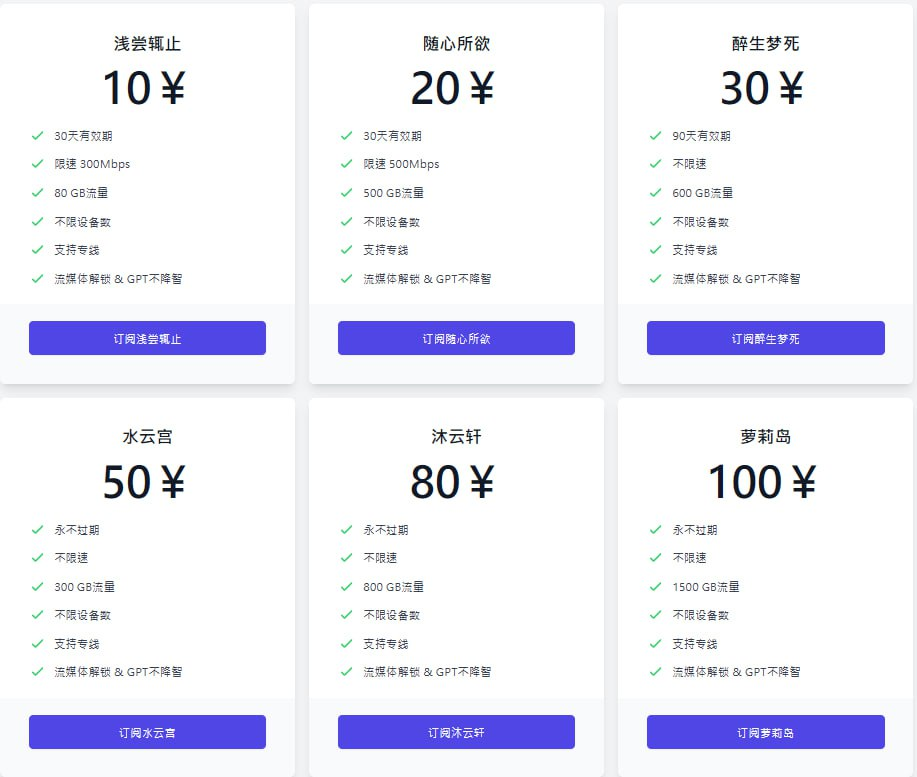 浅尝辄止
10¥
30天有效期
限速 300Mbps
80 GB流量
不限设备数
支持专线
流媒体解锁 & GPT不降智
订阅浅尝辄止
随心所欲
20¥
30天有效期
限速 500Mbps
500 GB流量
不限设备数
支持专线
流媒体解锁 & GPT不降智
订阅随心所欲
醉生梦死
30¥
90天有效期
不限速
600 GB流量
不限设备数
支持专线
流媒体解锁 & GPT不降智
订阅醉生梦死
水云宫
50¥
永不过期
不限速
300 GB流量
不限设备数
支持专线
流媒体解锁 & GPT不降智
订阅水云宫
沐云轩
80¥
永不过期
不限速
800 GB流量
不限设备数
支持专线
流媒体解锁 & GPT不降智
订阅沐云轩
萝莉岛
100¥
永不过期
不限速
1500 GB流量
不限设备数
支持专线
流媒体解锁 & GPT不降智
订阅萝莉岛